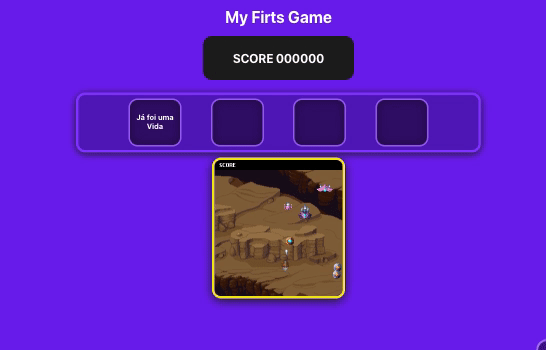 My Firts Game
SCORE 000000
Já foi uma
Vida
SCORE